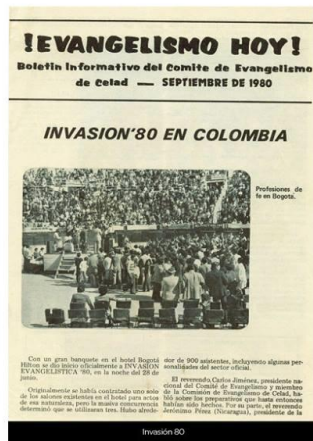 !EVANGELISMO HOY!
Boletin Informativo del Comite de Evangelismo
de Celad — SEPTIEMBRE DE 1980
INVASION'80 EN COLOMBIA
Profesiones de
fe en Bogotá.
Con un gran banquete en el hotel Bogotá
Hilton se dio inicio oficialmente a INVASION
EVANGELISTICA '80, en la noche del 28 de
junio.
Originalmente se había contratado uno solo
de los salones existentes en el hotel para actos
de esa naturaleza, pero la masiva concurrencia
determinó que se utilizaran tres. Hubo alrede-
dor de 900 asistentes, incluyendo algunas per-
sonalidades del sector oficial.
El reverendo Carlos Jiménez, presidente na-
cional del Comité de Evangelismo y miembro
de la Comisión de Evangelismo de Celad, ha-
bló sobre los preparativos que hasta entonces
habían sido hechos. Por su parte, el reverendo
Jerónimo Pérez (Nicaragua), presidente de la
Invasión 80